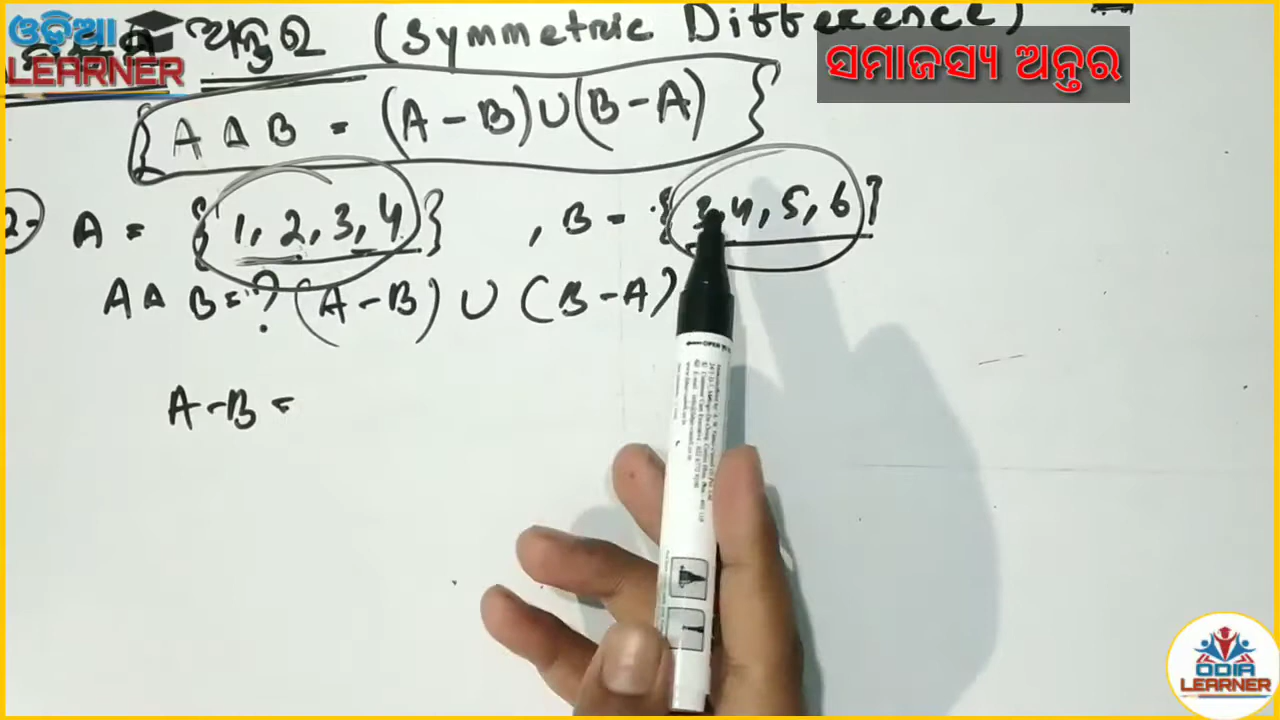 ଓଡ଼ିଆ
LEARNER
ଅନ୍ତର (Symmetric Difference)
ସମାଜସ୍ୟ ଅନ୍ତର
{A Δ B = (A - B) ∪ (B - A)}
2- A = {1, 2, 3, 4}, B = {3, 4, 5, 6}
A Δ B = ? (A - B) ∪ (B - A)
A - B =
ODIA
LEARNER